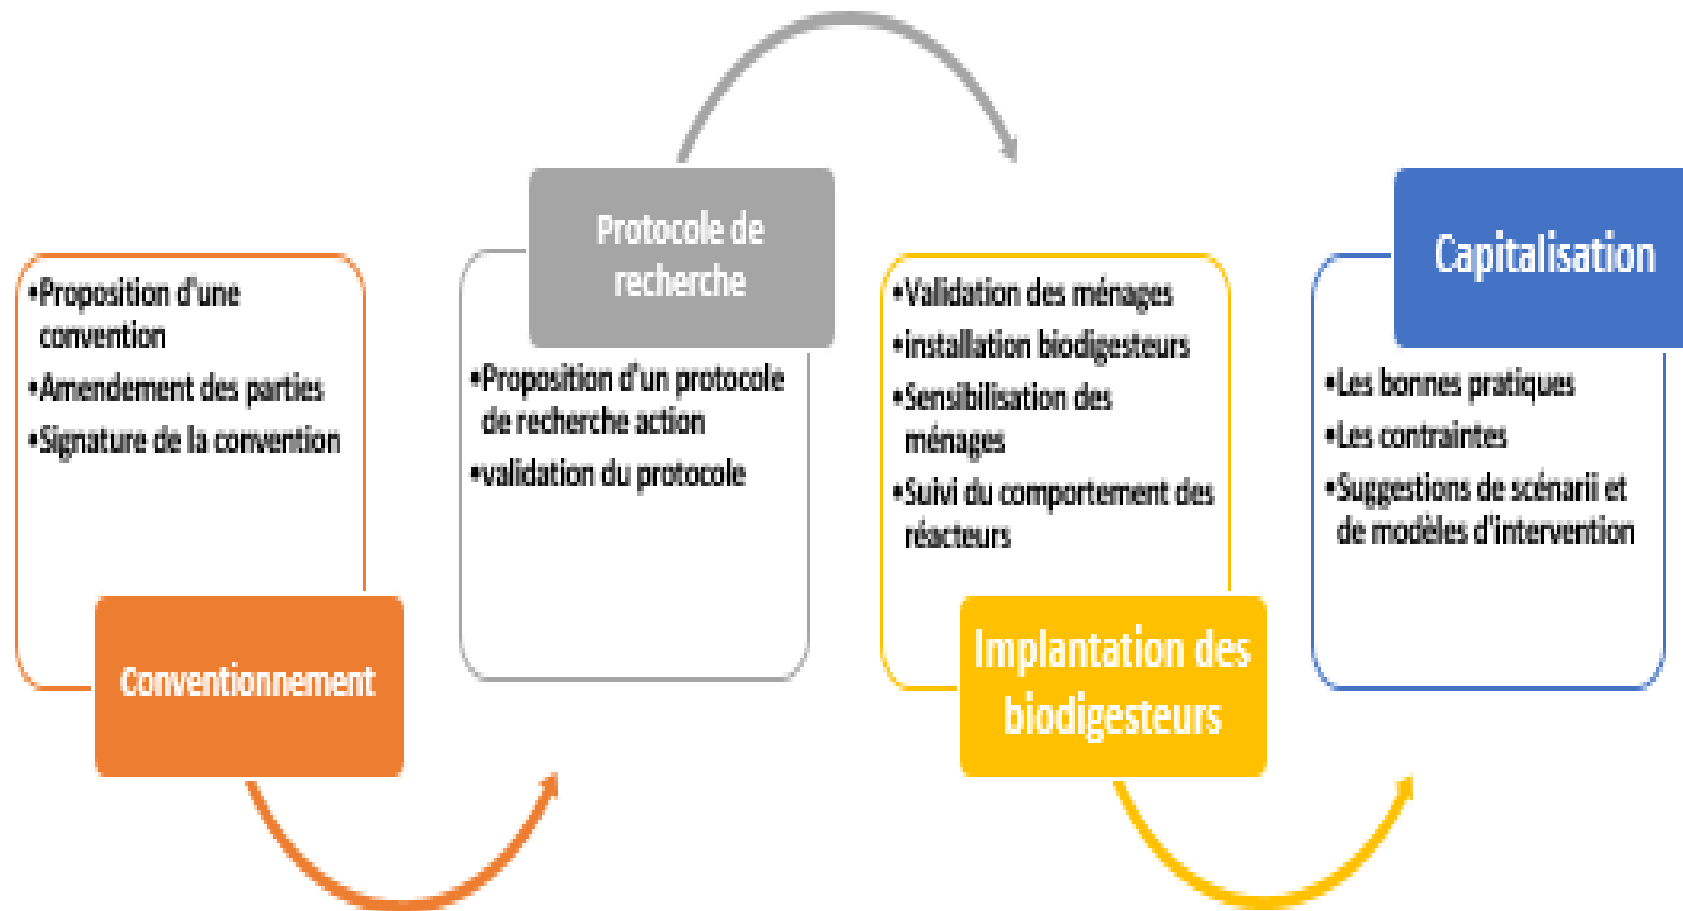 •Proposition d'une
convention
•Amendement des parties
•Signature de la convention
Conventionnement
Protocole de
recherche
•Proposition d'un protocole
de recherche action
•validation du protocole
•Validation des ménages
•installation biodigesteurs
•Sensibilisation des
ménages
•Suivi du comportement des
réacteurs
Implantation des
biodigesteurs
Capitalisation
•Les bonnes pratiques
•Les contraintes
•Suggestions de scénarii et
de modèles d'intervention